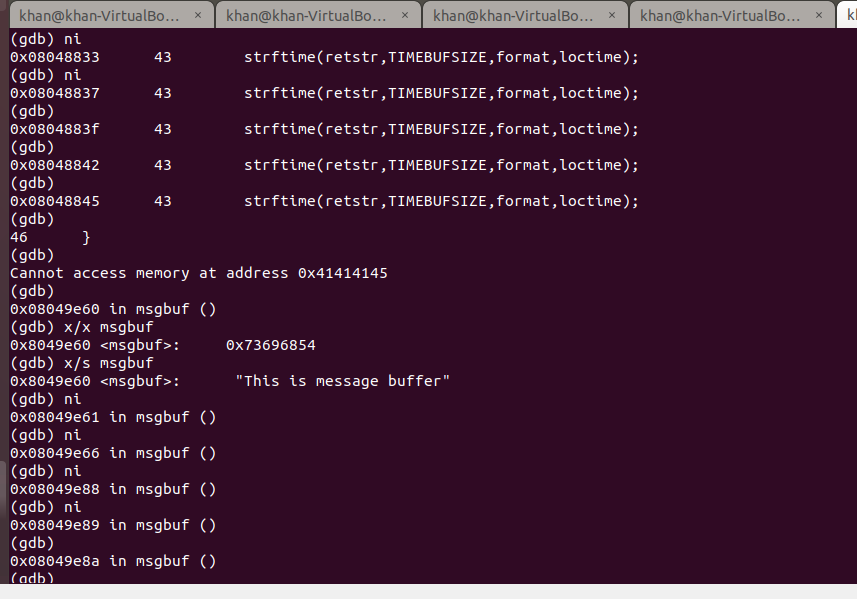 khan@khan-VirtualBo... × khan@khan-VirtualBo... × khan@khan-VirtualBo... × khan@khan-VirtualBo... × k
(gdb) ni
0x08048833 43 strftime(retstr,TIMEBUFSIZE,format,loctime);
(gdb) ni
0x08048837 43 strftime(retstr,TIMEBUFSIZE,format,loctime);
(gdb)
0x0804883f 43 strftime(retstr,TIMEBUFSIZE,format,loctime);
(gdb)
0x08048842 43 strftime(retstr,TIMEBUFSIZE,format,loctime);
(gdb)
0x08048845 43 strftime(retstr,TIMEBUFSIZE,format,loctime);
(gdb)
46 }
(gdb)
Cannot access memory at address 0x41414145
(gdb)
0x08049e60 in msgbuf ()
(gdb) x/x msgbuf
0x8049e60 <msgbuf>: 0x73696854
(gdb) x/s msgbuf
0x8049e60 <msgbuf>: "This is message buffer"
(gdb) ni
0x08049e61 in msgbuf ()
(gdb) ni
0x08049e66 in msgbuf ()
(gdb) ni
0x08049e88 in msgbuf ()
(gdb) ni
0x08049e89 in msgbuf ()
(gdb)
0x08049e8a in msgbuf ()
(gdb)